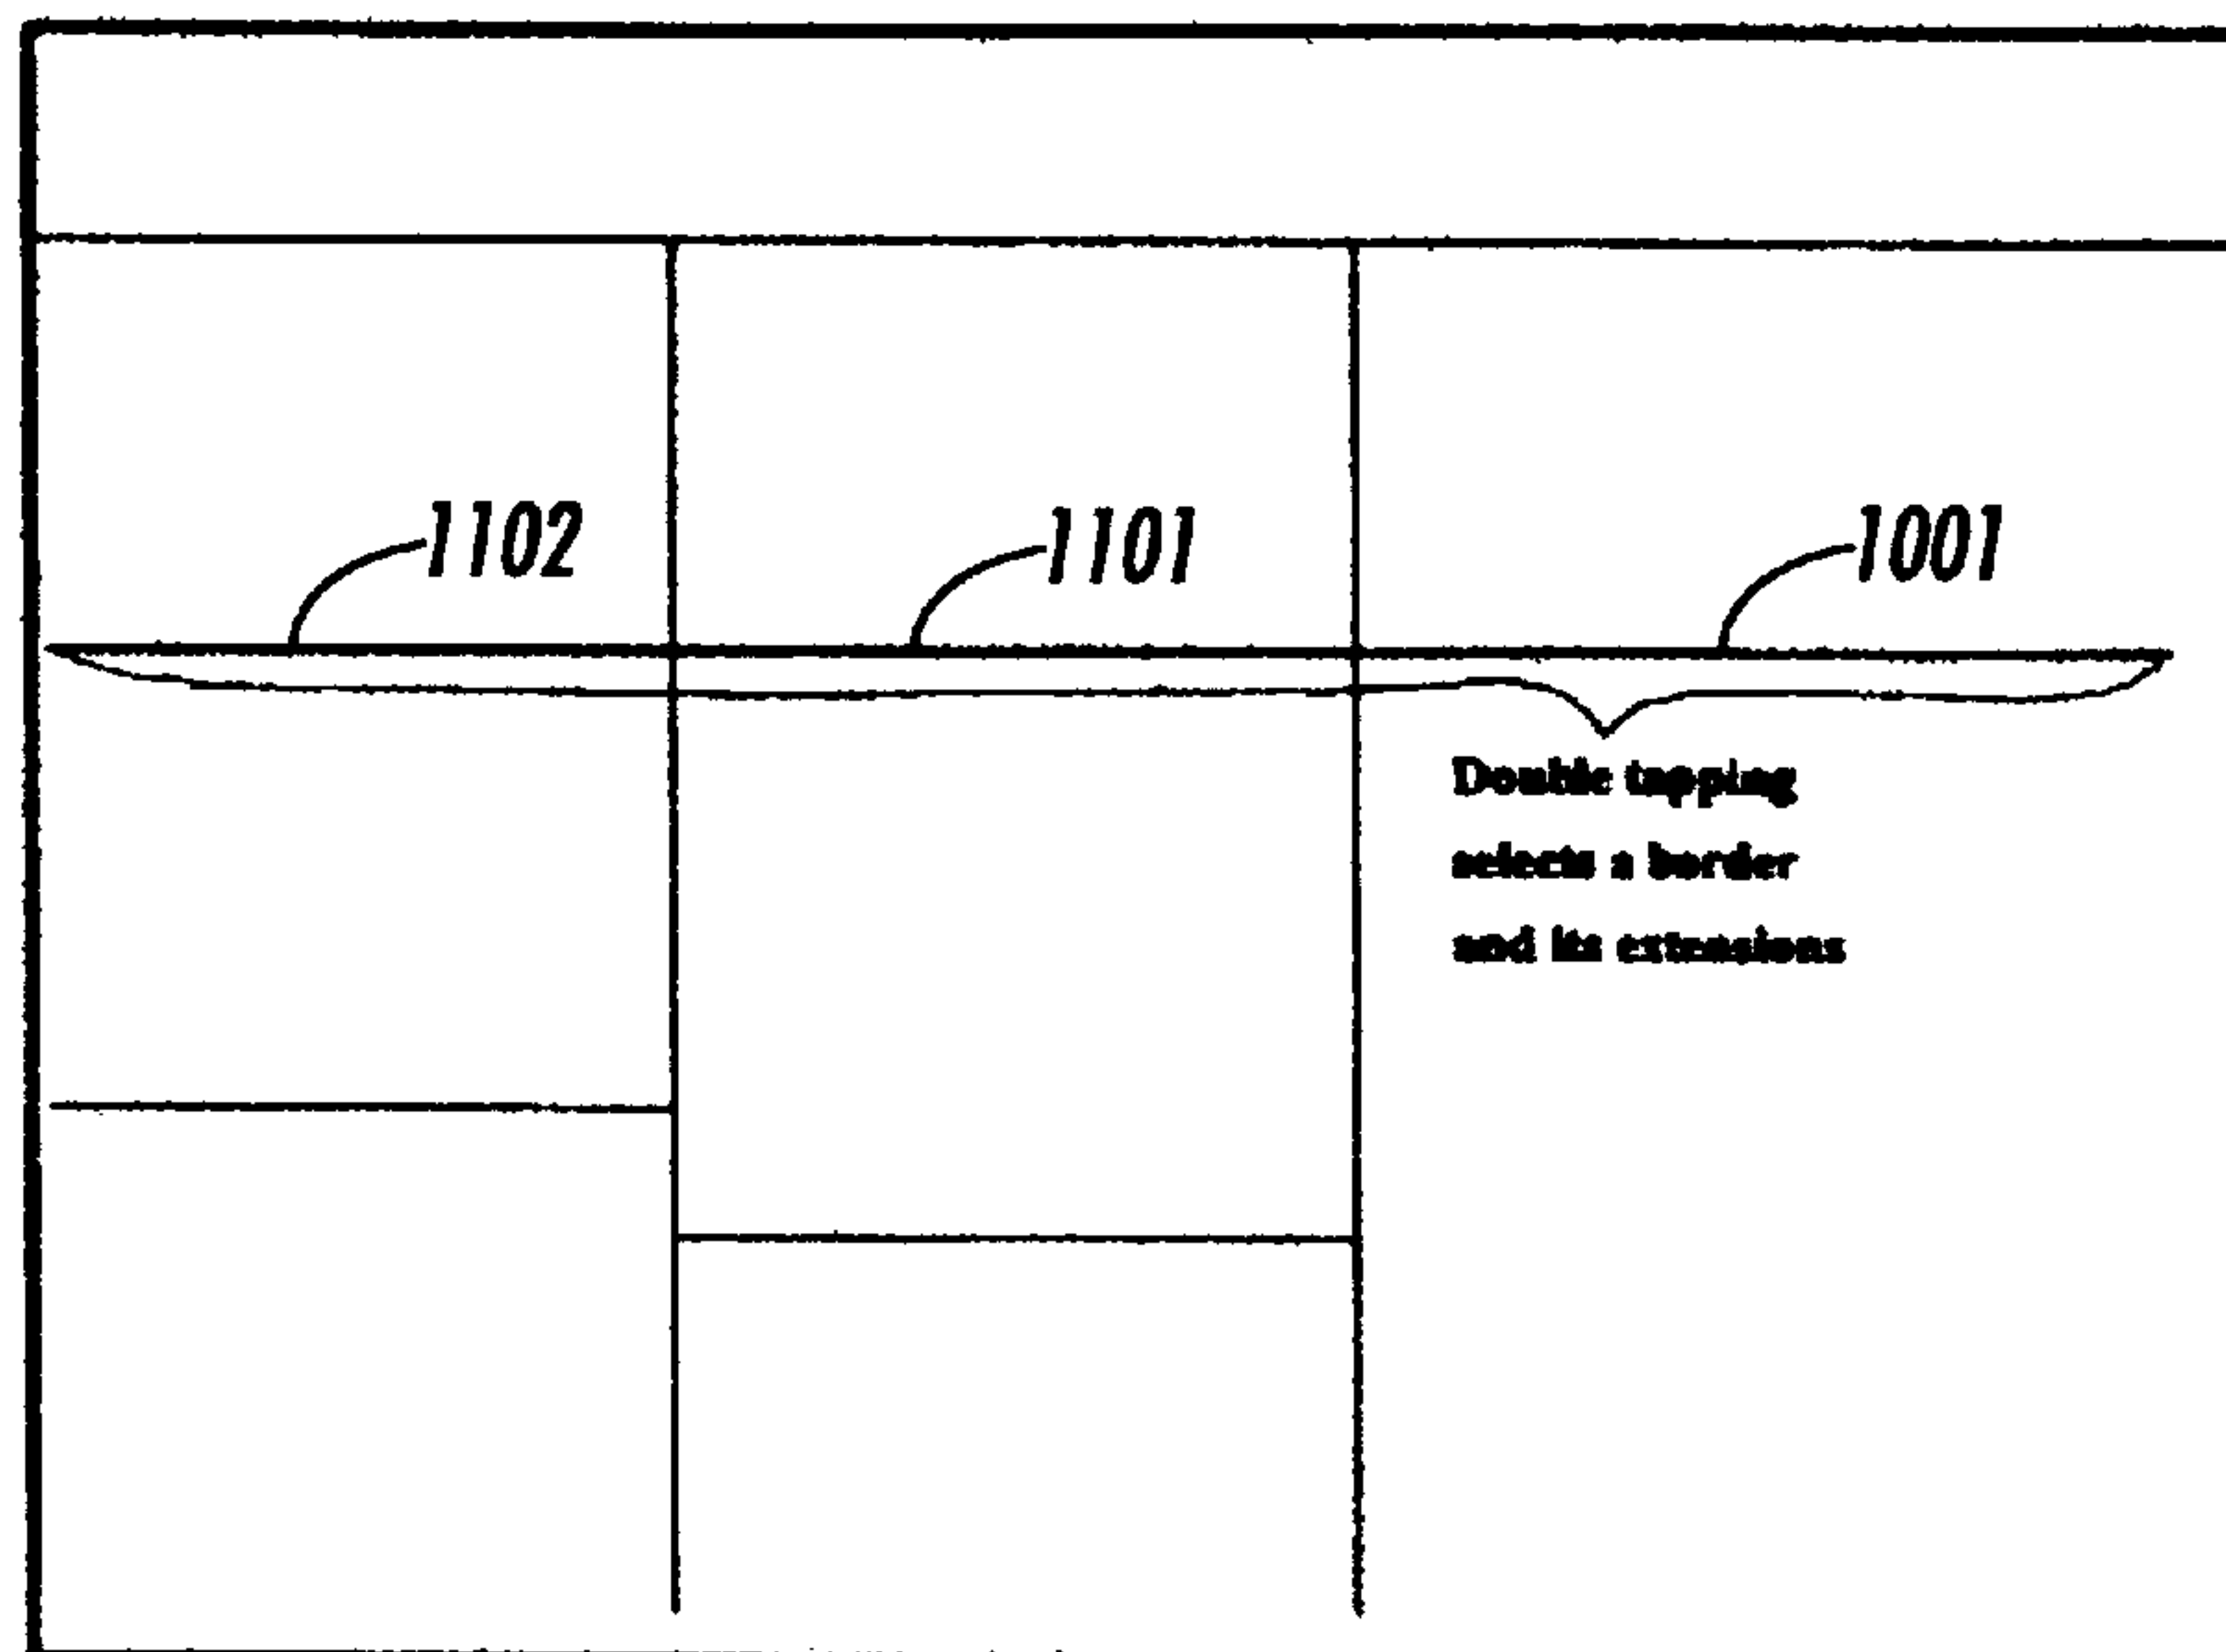 1102 1101 1001
Double tapping
selects a border
and its extensions